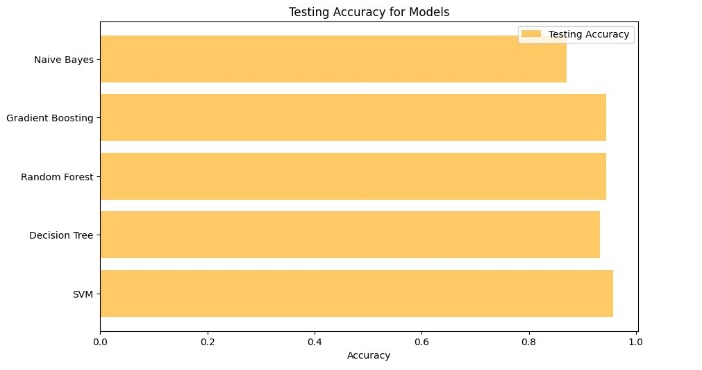 Testing Accuracy for Models
Testing Accuracy
Naive Bayes
Gradient Boosting
Random Forest
Decision Tree
SVM
0.0 0.2 0.4 0.6 0.8 1.0
Accuracy